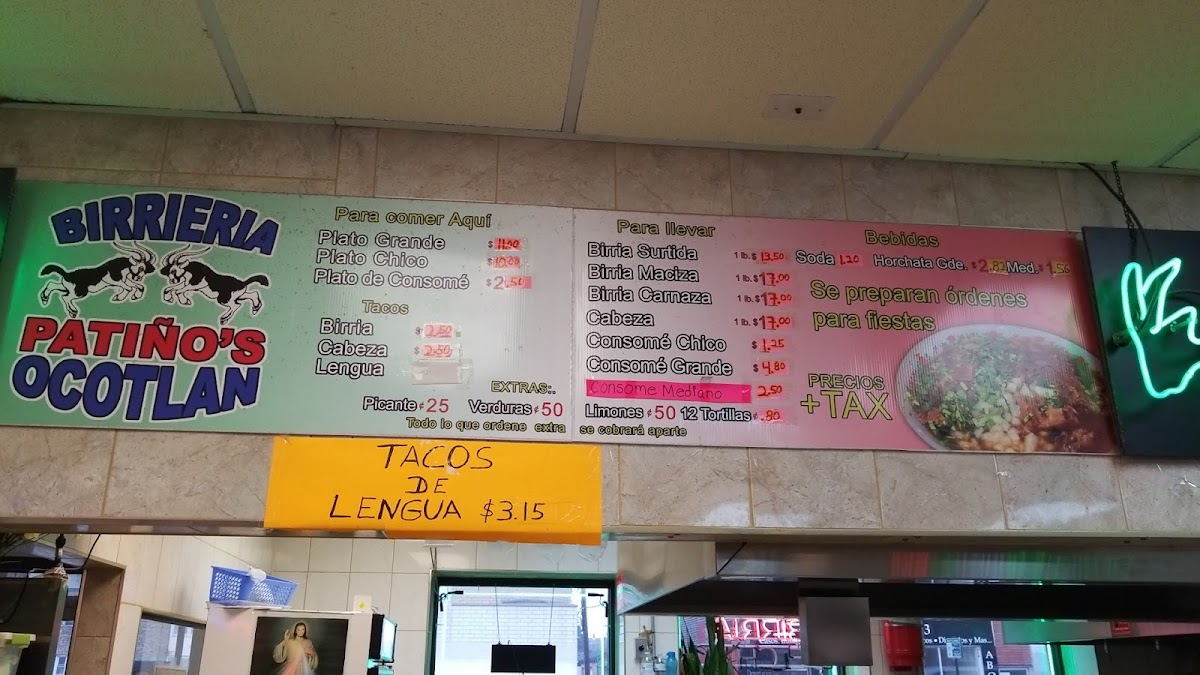 BIRRIERIA
PATIÑO'S
OCOTLAN
Para comer Aquí
Plato Grande $ 11.00
Plato Chico $ 10.00
Plato de Consomé $ 2.50
Tacos
Birria $ 2.50
Cabeza $ 2.50
Lengua
EXTRAS:.
Picante ¢ 25 Verduras ¢ 50
Todo lo que ordene extra se cobrará aparte
Para llevar
Birria Surtida 1 lb. $ 13.50
Birria Maciza 1 lb. $ 17.00
Birria Carnaza 1 lb. $ 17.00
Cabeza 1 lb. $ 17.00
Consomé Chico $ 1.25
Consomé Grande $ 4.80
Consome Mediano 2.50
Limones ¢ 50 12 Tortillas ¢ .80
Bebidas
Soda 1.20 Horchata Gde. $ 2.82 Med. $ 1.56
Se preparan órdenes
para fiestas
PRECIOS
+TAX
TACOS
DE
LENGUA $3.15